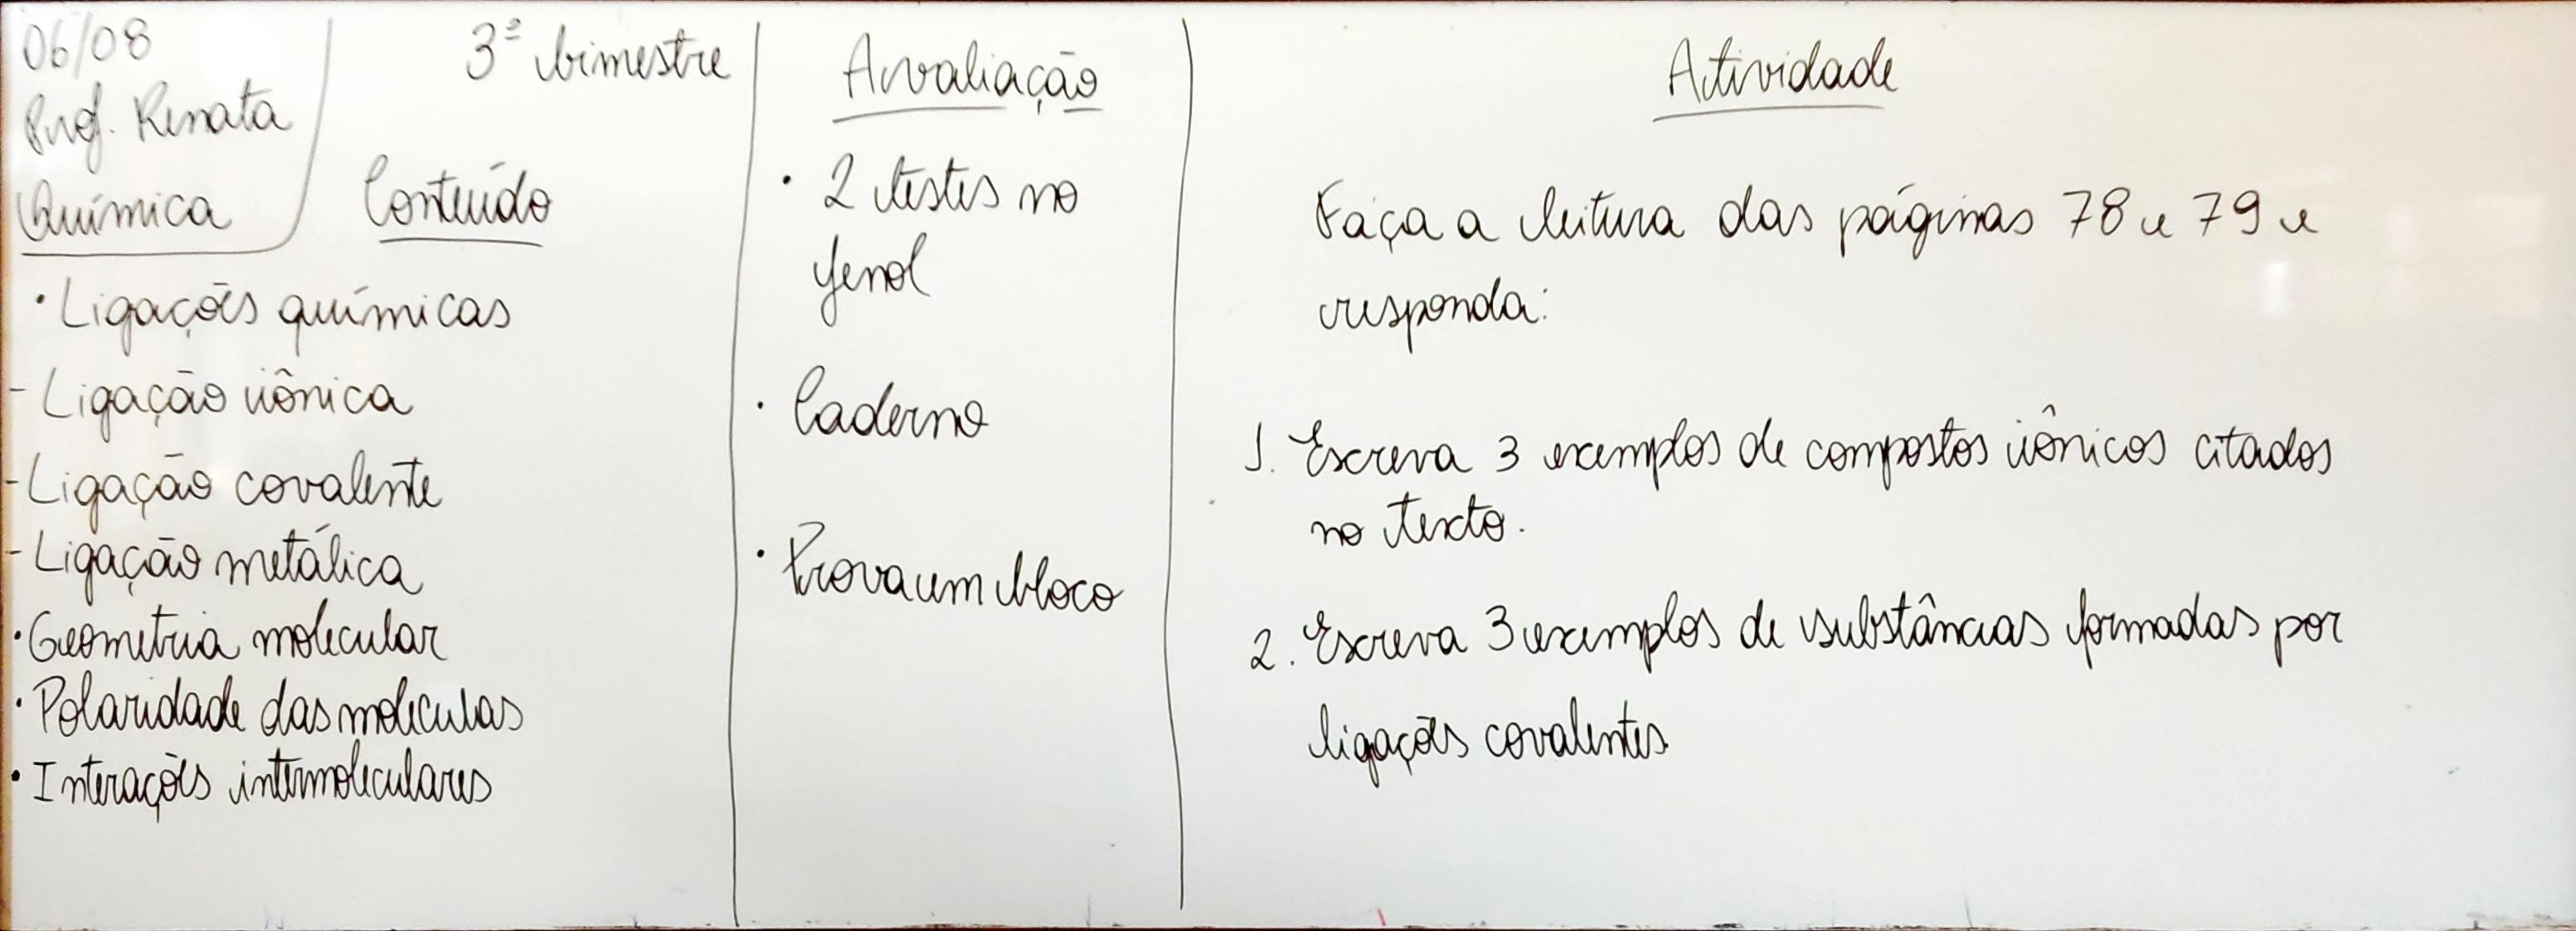 06/08
Prof. Renata
Química
3º bimestre
Conteúdo
• Ligações químicas
- Ligação iônica
- Ligação covalente
- Ligação metálica
• Geometria molecular
• Polaridade das moleculas
• Interações intermoleculares
Avaliação
• 2 testes no
• Caderno
• Prova em bloco
Atividade
Faça a leitura das páginas 78 e 79 e
responda:
1. Escreva 3 exemplos de compostos iônicos citados
no texto.
2. Escreva 3 exemplos de substâncias formadas por
ligações covalentes